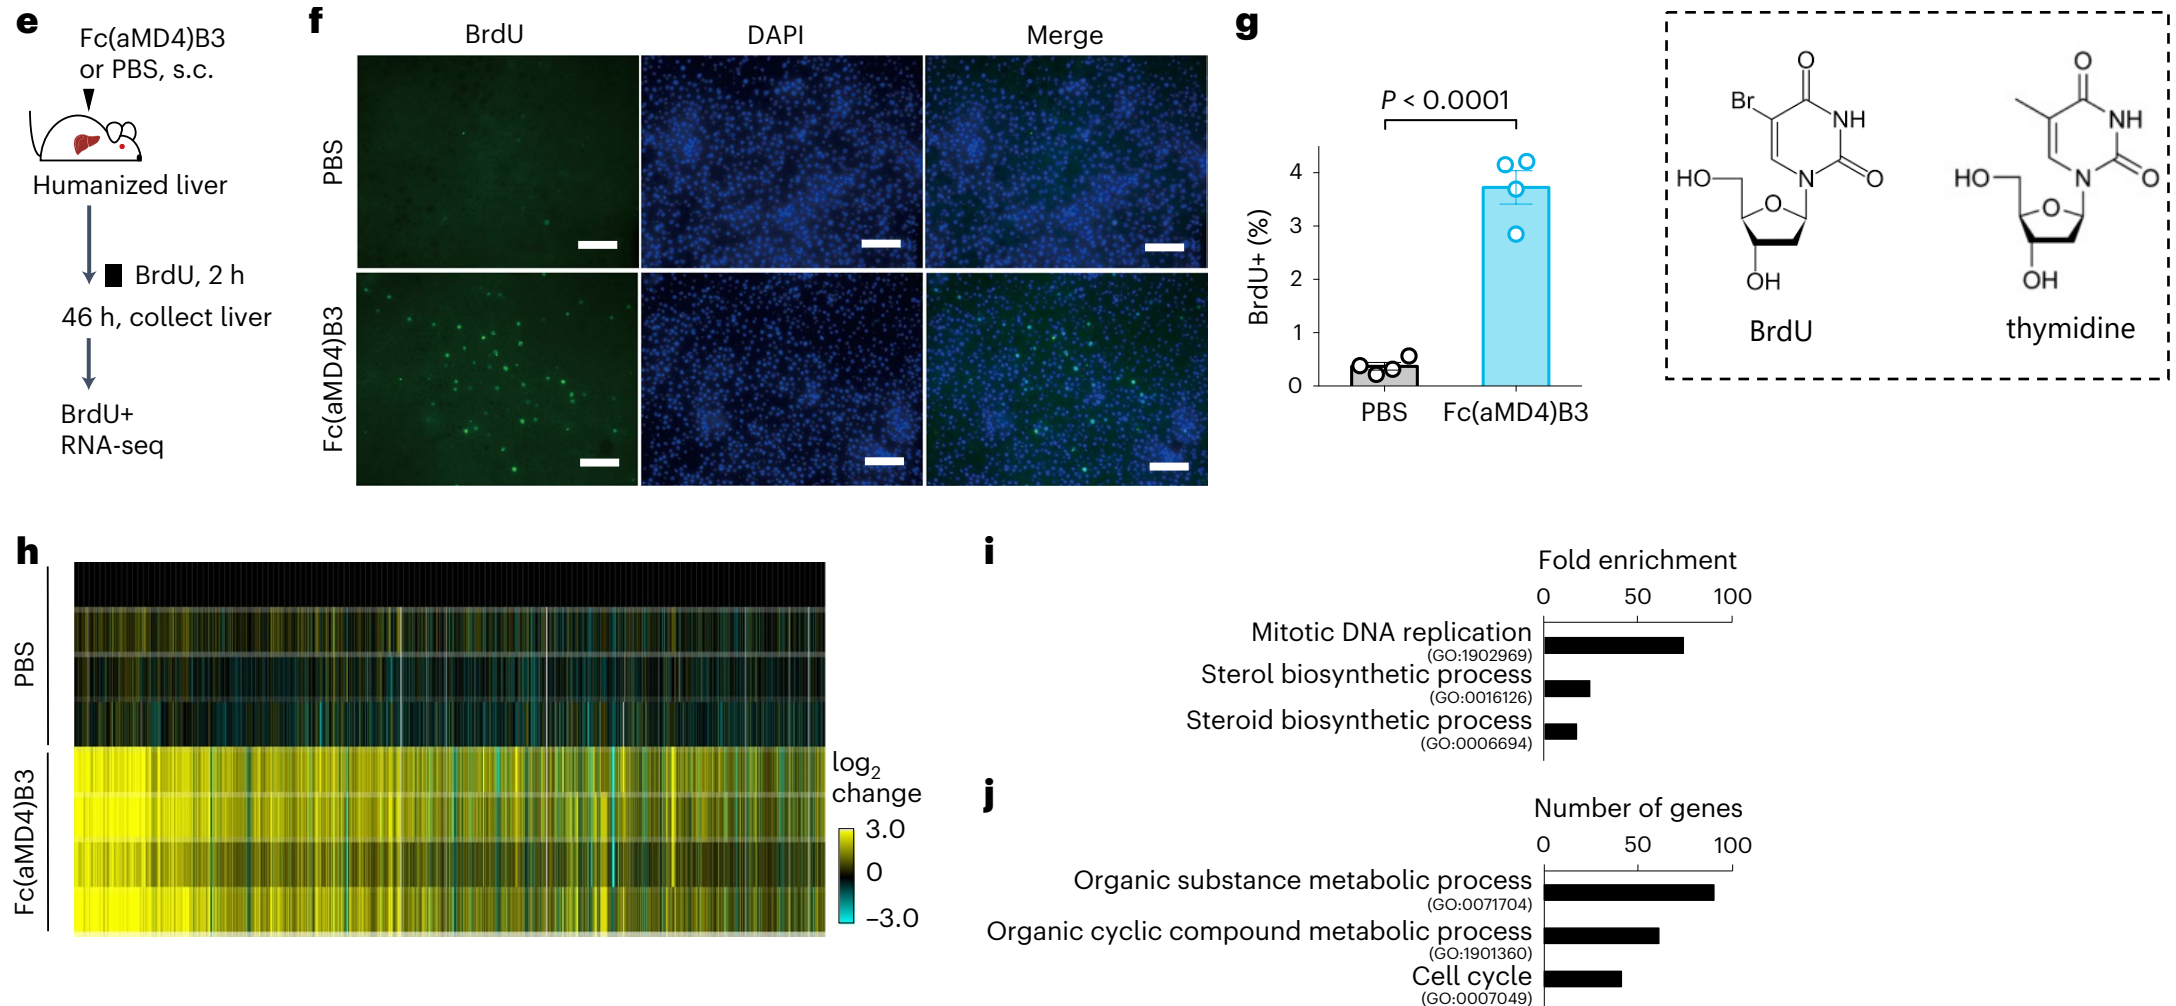 e
Fc(aMD4)B3
or PBS, s.c.
Humanized liver
BrdU, 2 h
46 h, collect liver
BrdU+
RNA-seq
f
BrdU
DAPI
Merge
PBS
Fc(aMD4)B3
g
P < 0.0001
BrdU+ (%)
4
3
2
1
0
PBS
Fc(aMD4)B3
O
Br
NH
N
O
HO
O
OH
BrdU
O
NH
N
O
HO
O
OH
thymidine
h
PBS
Fc(aMD4)B3
log2
change
3.0
0
–3.0
i
Fold enrichment
0 50 100
Mitotic DNA replication
(GO:1902969)
Sterol biosynthetic process
(GO:0016126)
Steroid biosynthetic process
(GO:0006694)
j
Number of genes
0 50 100
Organic substance metabolic process
(GO:0071704)
Organic cyclic compound metabolic process
(GO:1901360)
Cell cycle
(GO:0007049)